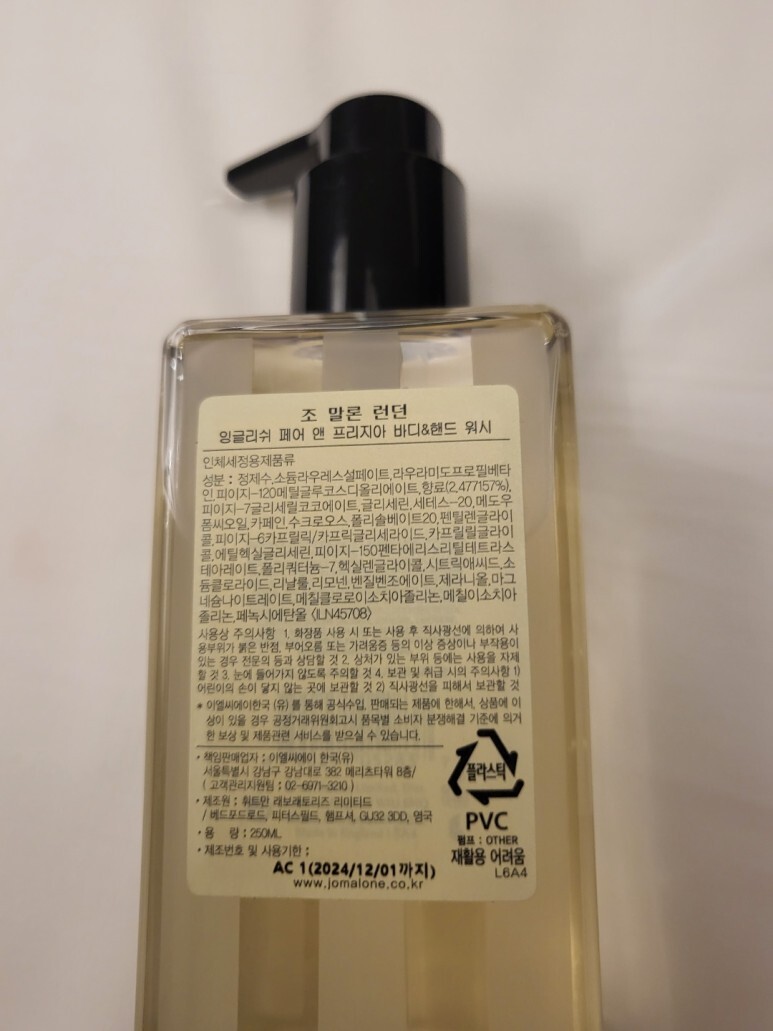 조 말론 런던
잉글리쉬 페어 앤 프리지아 바디&핸드 워시
인체세정용제품류
성분 : 정제수,소듐라우레스설페이트,라우라미도프로필베타
인,피이지-120메틸글루코스디올리에이트,향료(2.477157%),
피이지-7글리세릴코코에이트,글리세린,세테스-20,메도우
폼씨오일,카페인,수크로오스,폴리솔베이트20,펜틸렌글라이
콜,피이지-6카프릴릭/카프릭글리세라이드,카프릴릴글라이
콜,에틸헥실글리세린,피이지-150펜타에리스리틸테트라스
테아레이트,폴리쿼터늄-7,헥실렌글라이콜,시트릭애씨드,소
듐클로라이드,리날룰,리모넨,벤질벤조에이트,제라니올,마그
네슘나이트레이트,메칠클로로이소치아졸리논,메칠이소치아
졸리논,페녹시에탄올 <ILN45708>
사용상 주의사항 1. 화장품 사용 시 또는 사용 후 직사광선에 의하여 사
용부위가 붉은 반점, 부어오름 또는 가려움증 등의 이상 증상이나 부작용이
있는 경우 전문의 등과 상담할 것 2. 상처가 있는 부위 등에는 사용을 자제
할 것 3. 눈에 들어가지 않도록 주의할 것 4. 보관 및 취급 시의 주의사항 1)
어린이의 손이 닿지 않는 곳에 보관할 것 2) 직사광선을 피해서 보관할 것
* 이엘씨에이한국 (유) 를 통해 공식수입, 판매되는 제품에 한해서, 상품에 이
상이 있을 경우 공정거래위원회고시 품목별 소비자 분쟁해결 기준에 의거
한 보상 및 제품관련 서비스를 받으실 수 있습니다.
• 책임판매업자 : 이엘씨에이 한국(유)
서울특별시 강남구 강남대로 382 메리츠타워 8층/
( 고객관리지원팀 : 02-6971-3210 )
• 제조원 : 휘트만 래보래토리즈 리미티드
/ 베드포드로드, 피터스필드, 햄프셔, GU32 3DD, 영국
• 용 량 : 250ML
• 제조번호 및 사용기한 :
AC 1(2024/12/01까지)
www.jomalone.co.kr
플라스틱
PVC
펌프 : OTHER
재활용 어려움
L6A4